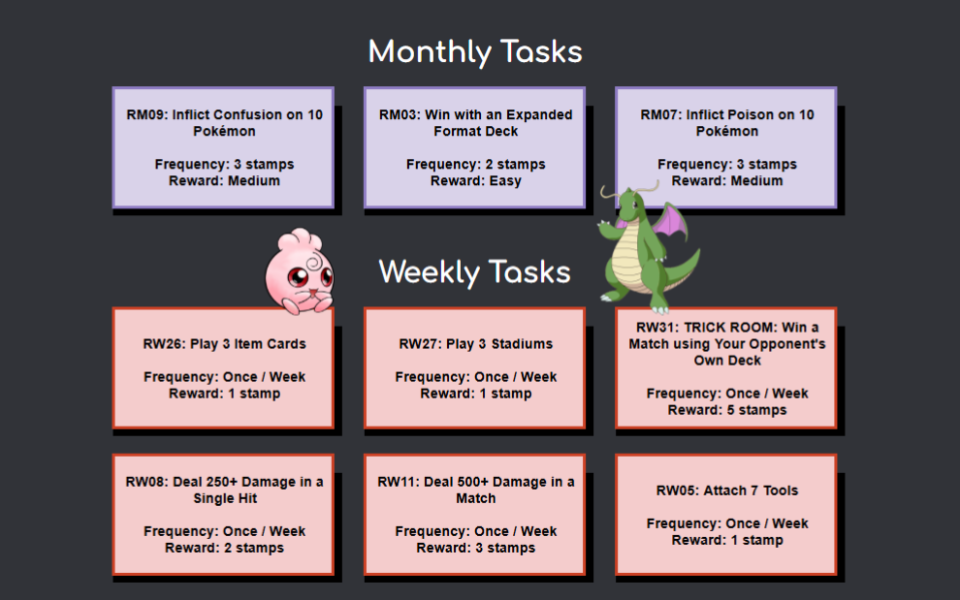 Monthly Tasks
RM09: Inflict Confusion on 10
Pokémon
Frequency: 3 stamps
Reward: Medium
RM03: Win with an Expanded
Format Deck
Frequency: 2 stamps
Reward: Easy
RM07: Inflict Poison on 10
Pokémon
Frequency: 3 stamps
Reward: Medium
Weekly Tasks
RW26: Play 3 Item Cards
Frequency: Once / Week
Reward: 1 stamp
RW27: Play 3 Stadiums
Frequency: Once / Week
Reward: 1 stamp
RW31: TRICK ROOM: Win a
Match using Your Opponent's
Own Deck
Frequency: Once / Week
Reward: 5 stamps
RW08: Deal 250+ Damage in a
Single Hit
Frequency: Once / Week
Reward: 2 stamps
RW11: Deal 500+ Damage in a
Match
Frequency: Once / Week
Reward: 3 stamps
RW05: Attach 7 Tools
Frequency: Once / Week
Reward: 1 stamp